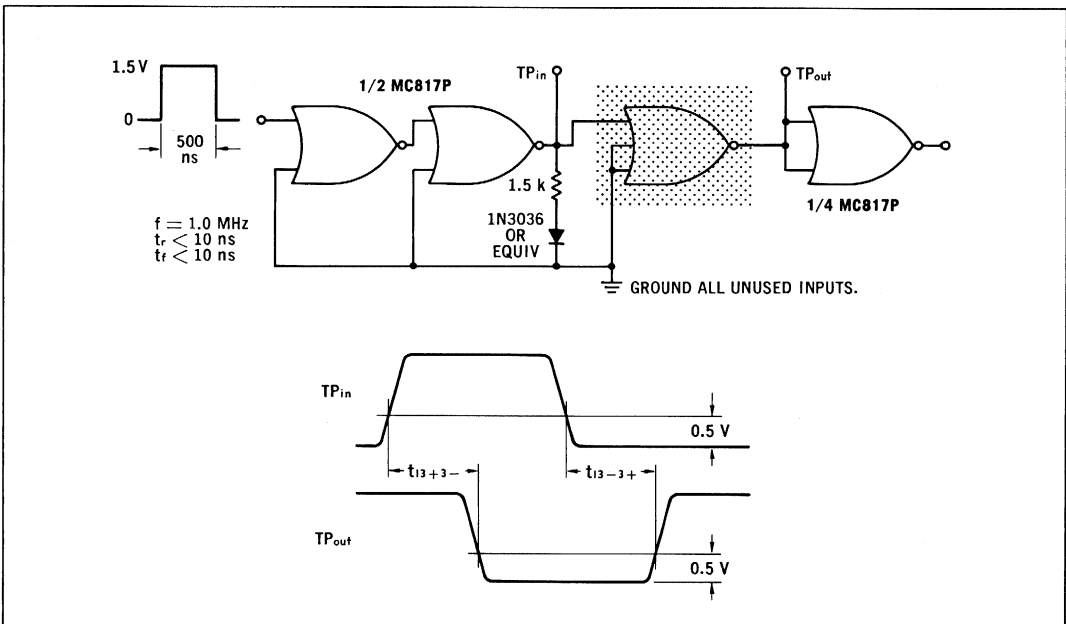 1.5 V
0
500
ns
1/2 MC817P
TPin
TPout
1.5 k
1N3036
OR
EQUIV
1/4 MC817P
f = 1.0 MHz
tr < 10 ns
tf < 10 ns
GROUND ALL UNUSED INPUTS.
TPin
0.5 V
t13+3−
t13−3+
TPout
0.5 V